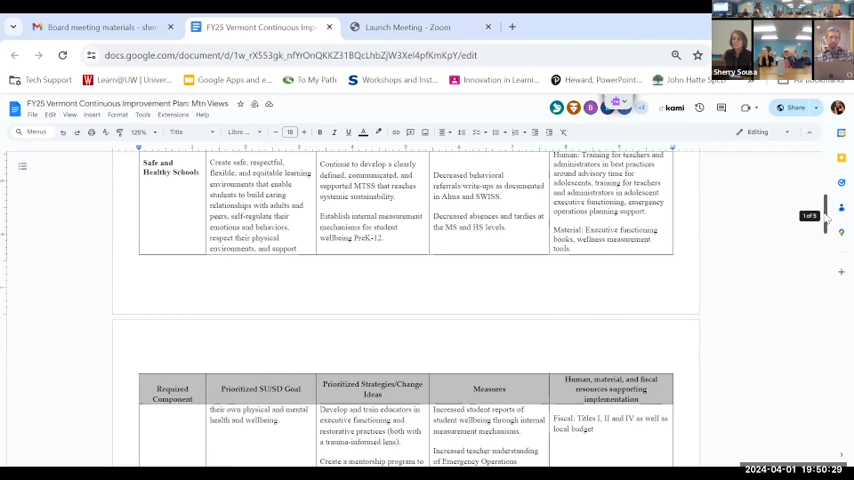 Board meeting materials - sher
FY25 Vermont Continuous Improv
Launch Meeting - Zoom
docs.google.com/document/d/1w_rX553gk_nfYrOnQKKZ31BQcLhbZjW3XeI4pfKmKpY/edit
Tech Support
Learn@UW (Univer
Google Apps and e
To My Path
Workshops and Inst
Innovation in Learni
Heward, PowerPoint
John Hatte SP
All Bookmarks
Sherry Sousa
FY25 Vermont Continuous Improvement Plan: Mtn Views
File Edit View Insert Format Tools Extensions Help
kami
Share
Menus
125%
Title
Libre ...
18
Editing
Safe and
Healthy Schools
Create safe, respectful,
flexible, and equitable learning
environments that enable
students to build caring
relationships with adults and
peers, self-regulate their
emotions and behaviors,
respect their physical
environments, and support
Continue to develop a clearly
defined, communicated, and
supported MTSS that reaches
systemic sustainability.
Establish internal measurement
mechanisms for student
wellbeing PreK-12.
Decreased behavioral
referrals/write-ups as documented
in Alma and SWISS.
Decreased absences and tardies at
the MS and HS levels.
Human: Training for teachers and
administrators in best practices
around advisory time for
adolescents, training for teachers
and administrators in adolescent
executive functioning, emergency
operations planning support.
Material: Executive functioning
books, wellness measurement
tools.
1 of 5
Required
Component
Prioritized SU/SD Goal
Prioritized Strategies/Change
Ideas
Measures
Human, material, and fiscal
resources supporting
implementation
their own physical and mental
health and wellbeing.
Develop and train educators in
executive functioning and
restorative practices (both with
a trauma-informed lens).
Create a mentorship program to
Increased student reports of
student wellbeing through internal
measurement mechanisms.
Increased teacher understanding
of Emergency Operations
Fiscal: Titles I, II and IV as well as
local budget
2024-04-01 19:50:29